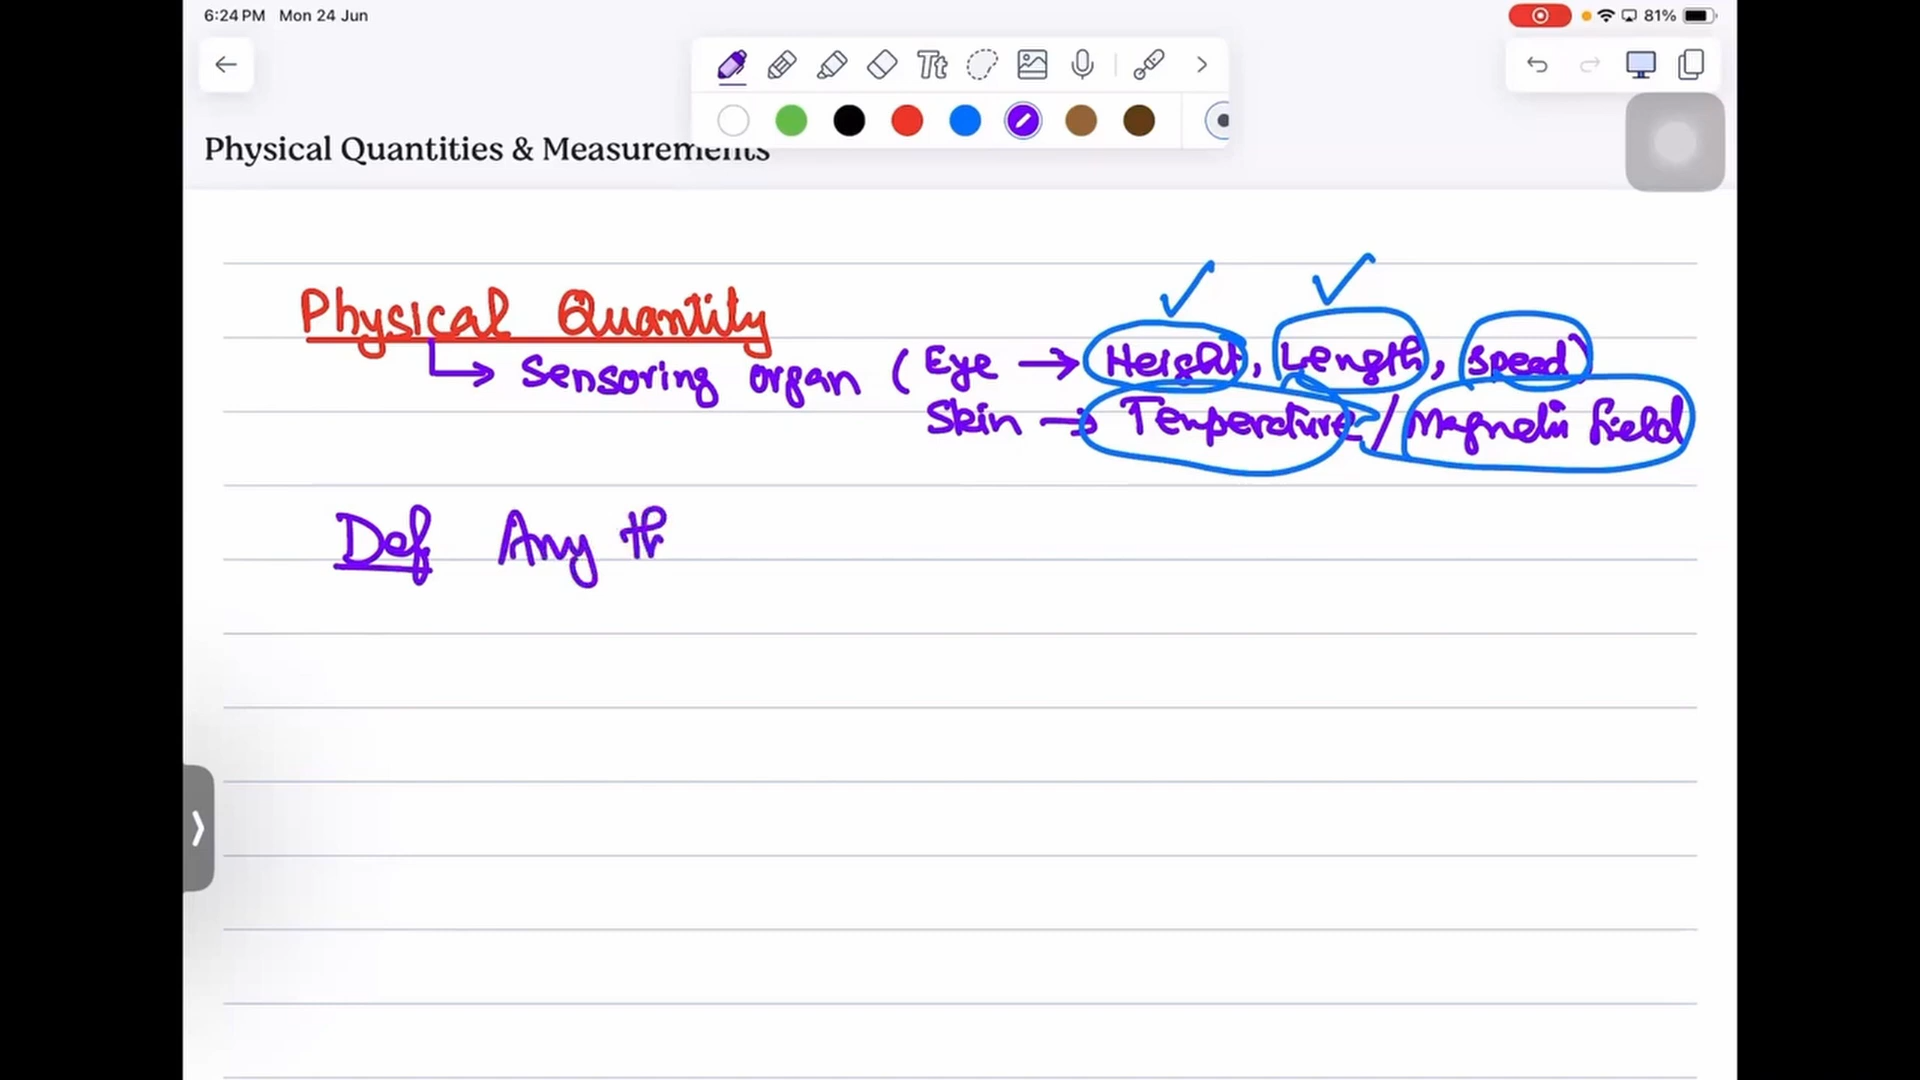 6:24 PM Mon 24 Jun
81%
Tt
Physical Quantities & Measurements
Physical Quantity
Sensoring organ ( Eye → Height, Length, Speed)
Skin → Temperature / Magnetic field
Def Any th